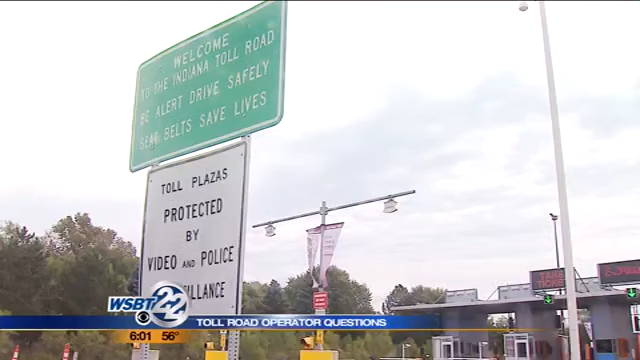 WELCOME
TO THE INDIANA TOLL ROAD
BE ALERT DRIVE SAFELY
SEAT BELTS SAVE LIVES
TOLL PLAZAS
PROTECTED
BY
VIDEO AND POLICE
WSBT 22
TOLL ROAD OPERATOR QUESTIONS
6:01 56°
TAKE